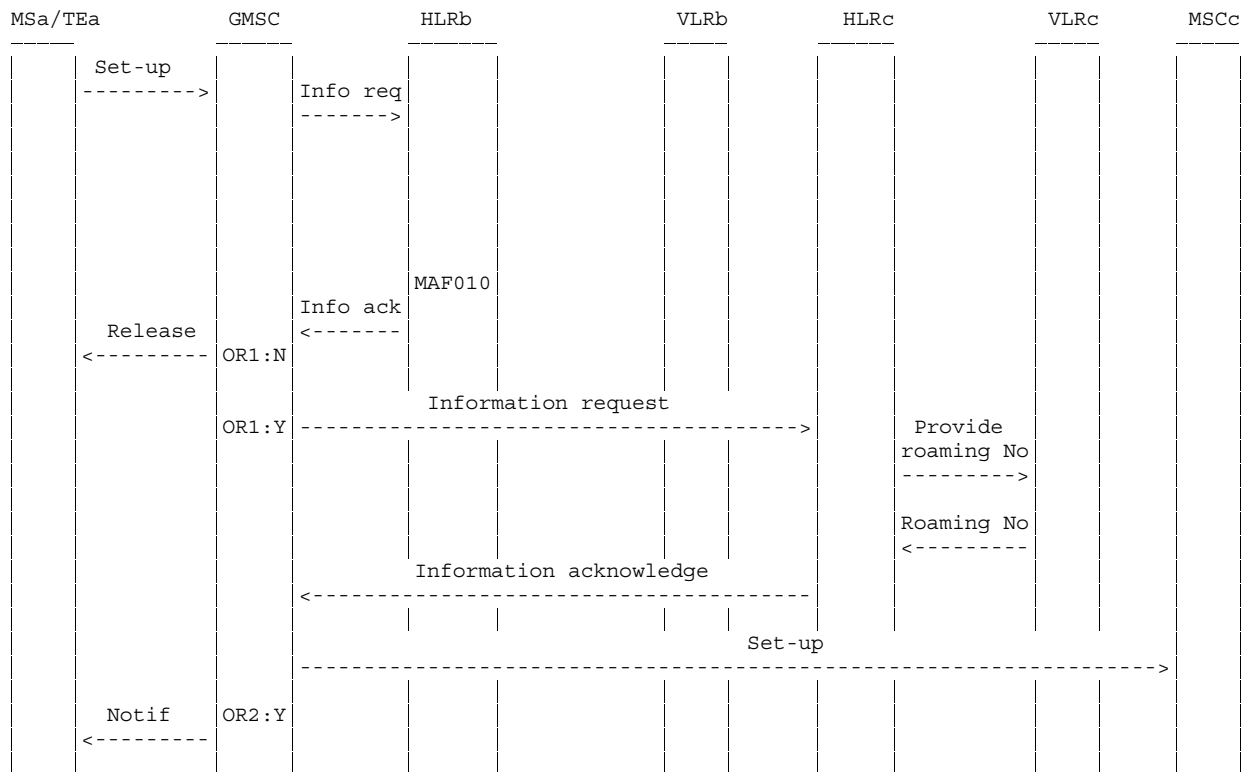 MSa/TEa GMSC HLRb VLRb HLRc VLRc MSCc
Set-up
---------> Info req
------->
MAF010
Info ack
Release <-------
<--------- OR1:N
Information request
OR1:Y ---------------------------------------> Provide
roaming No
--------->
Roaming No
<---------
Information acknowledge
<---------------------------------------
Set-up
------------------------------------------------------------------->
Notif OR2:Y
<---------